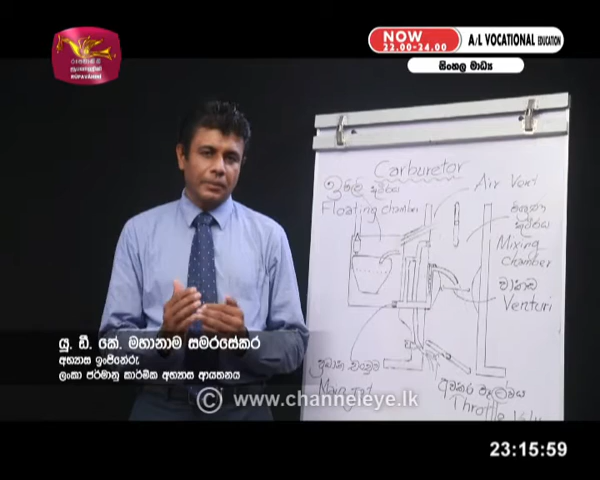 NOW
22.00-24.00
A/L VOCATIONAL EDUCATION
සිංහල මාධ්‍ය
RUPAVAHINI
Carburetor
Air Vent
Floating chamber
Mixing
chamber
Venturi
Throttle
යූ. ඩී. කේ. මහානාම සමරසේකර
අභ්‍යාස ඉංජිනේරු
ලංකා ජර්මානු කාර්මික අභ්‍යාස ආයතනය
© www.channeleye.lk
23:15:59